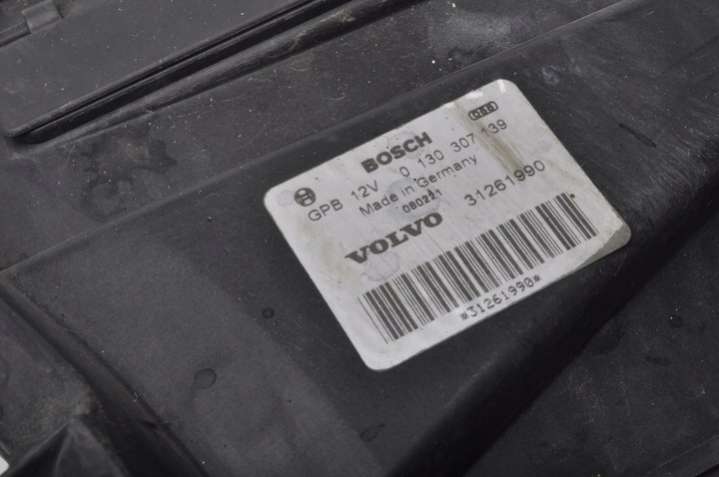 BOSCH
GPB 12V 0 130 307 139
Made in Germany
080221
VOLVO 31261990
*31261990*